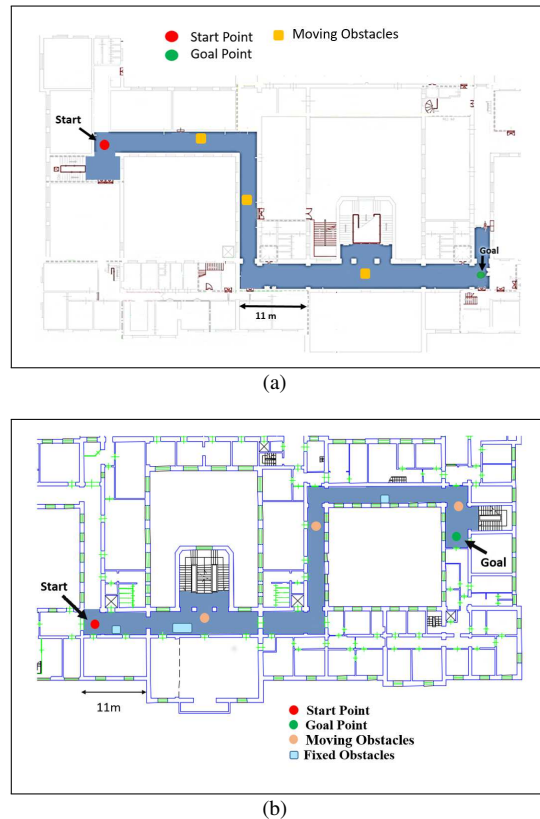 Start Point
Moving Obstacles
Goal Point
Start
Goal
11 m
(a)
Start
Goal
11m
Start Point
Goal Point
Moving Obstacles
Fixed Obstacles
(b)